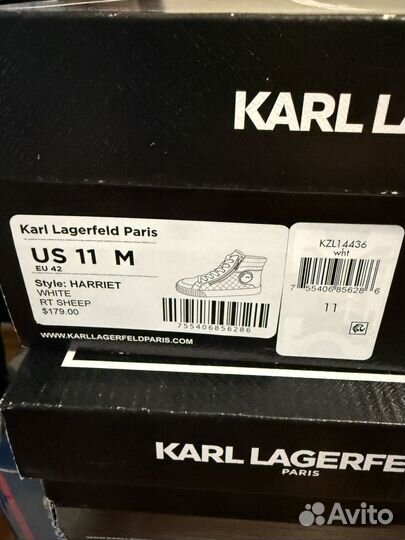 KARL LA
Karl Lagerfeld Paris
US 11 M
EU 42
Style: HARRIET
WHITE
RT SHEEP
$179.00
755406856286
WWW.KARLLAGERFELDPARIS.COM
KZL14436
wht
7 55406 85628 6
11
KARL LAGERFE
PARIS
Avito